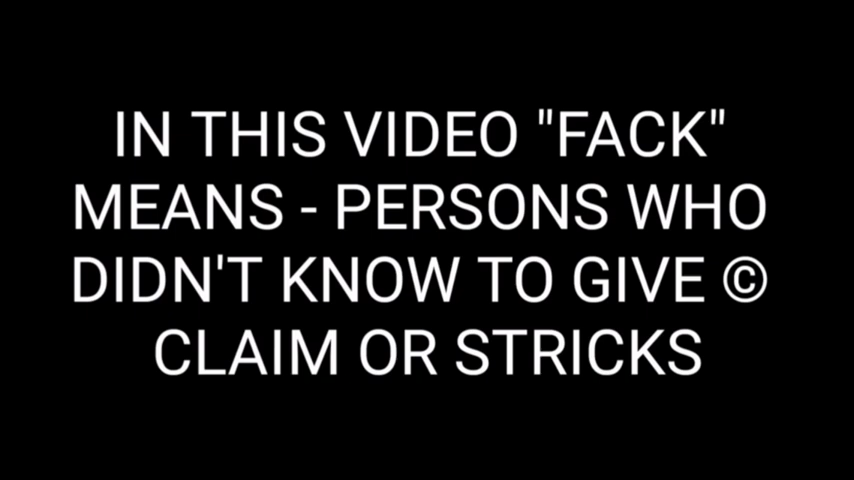 IN THIS VIDEO "FACK"
MEANS - PERSONS WHO
DIDN'T KNOW TO GIVE ©
CLAIM OR STRICKS